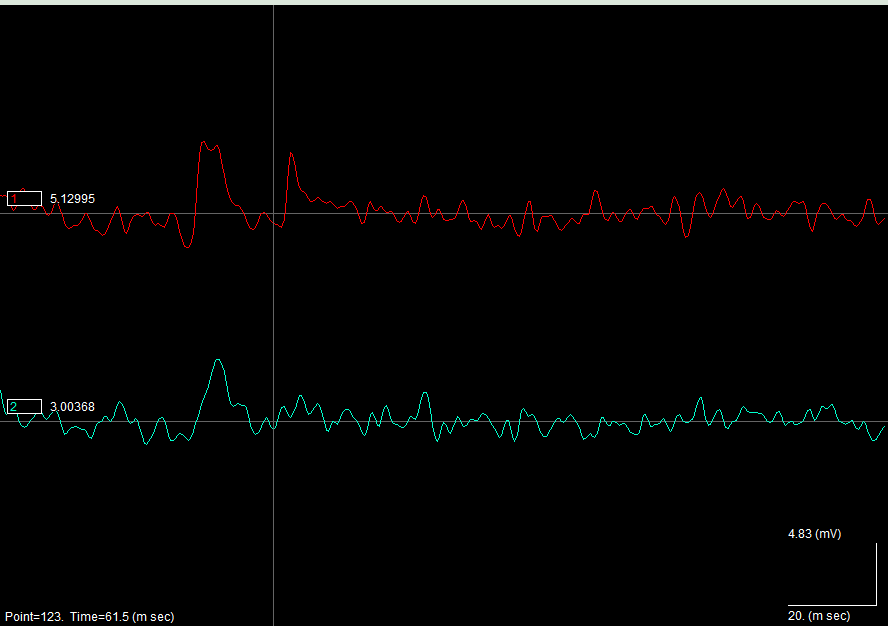 1 5.12995
2 3.00368
4.83 (mV)
20. (m sec)
Point=123. Time=61.5 (m sec)